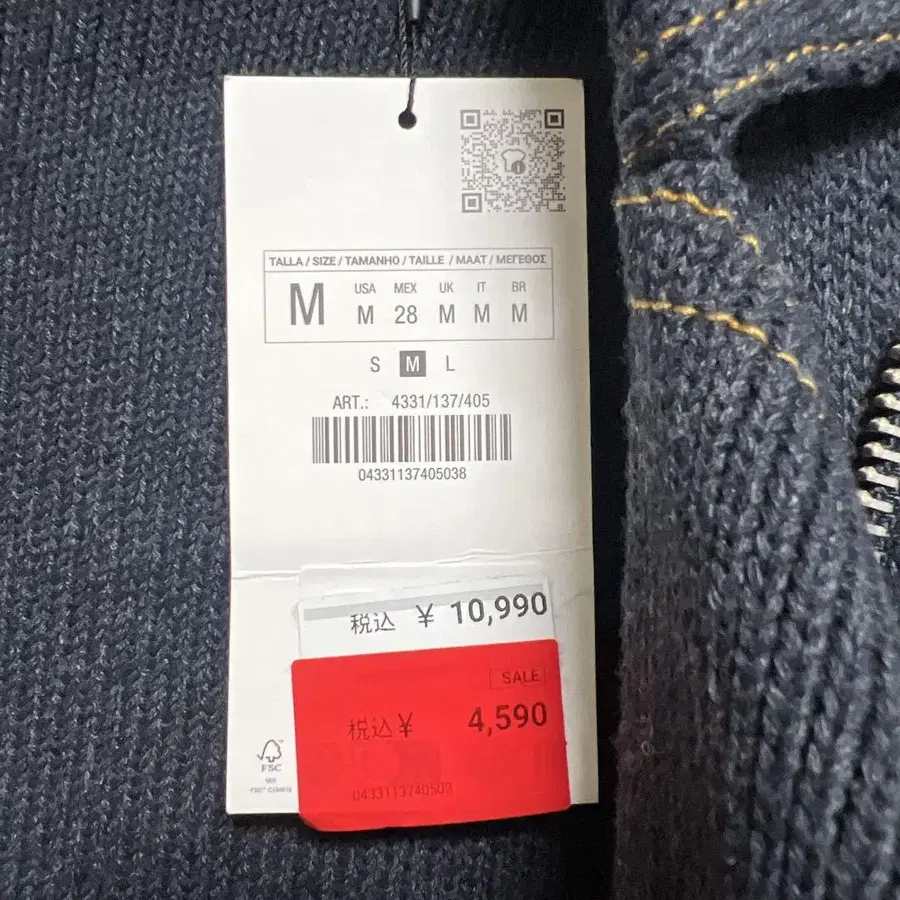 TALLA / SIZE / TAMANHO / TAILLE / MAAT / ΜΕΓΕΘΟΣ
M
USA MEX UK IT BR
M 28 M M M
S M L
ART.: 4331/137/405
04331137405038
税込 ¥ 10,990
SALE
税込¥ 4,590
FSC